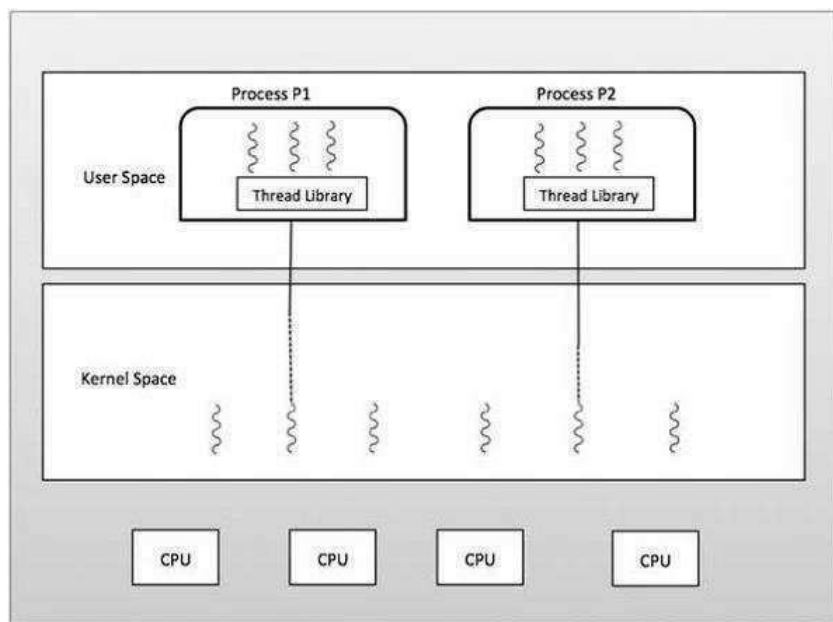 Process P1
Process P2
User Space
Thread Library
Thread Library
Kernel Space
CPU
CPU
CPU
CPU